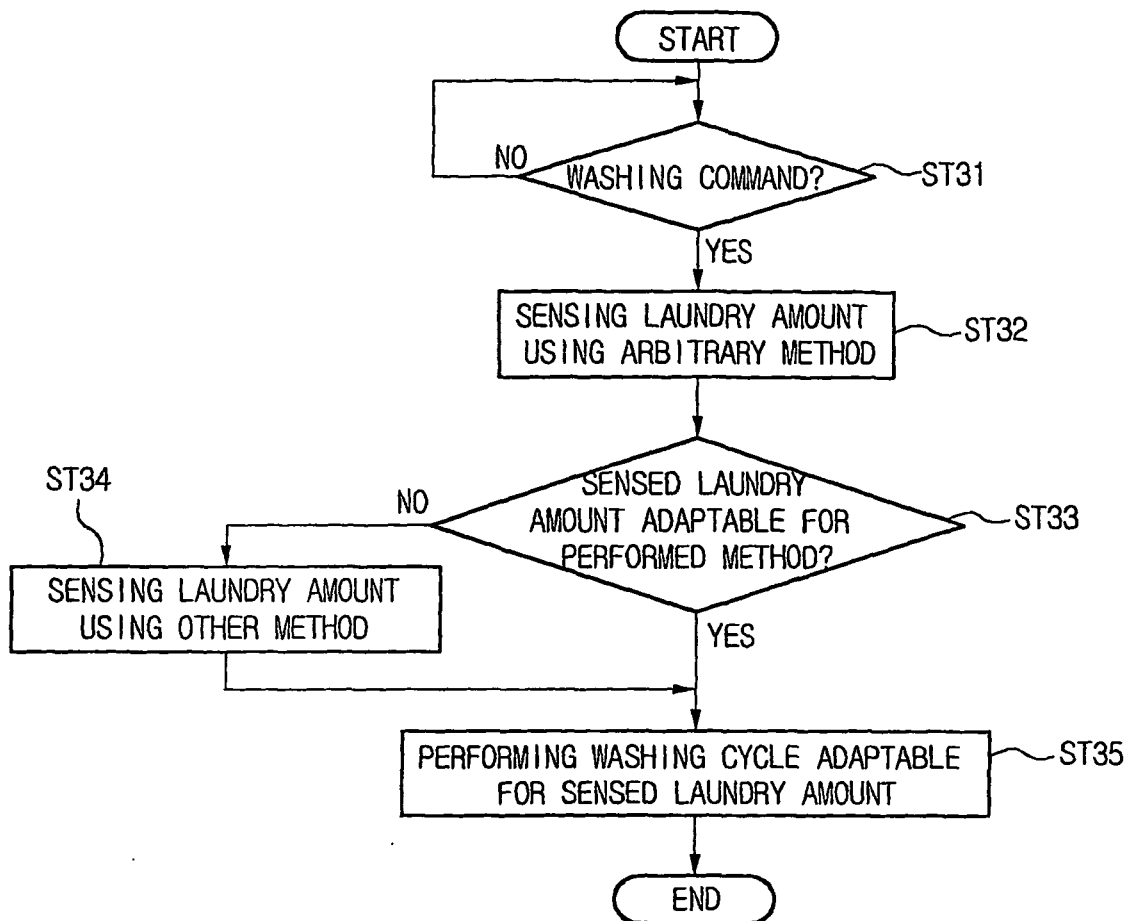 START
NO
WASHING COMMAND?
ST31
YES
SENSING LAUNDRY AMOUNT
USING ARBITRARY METHOD
ST32
ST34
NO
SENSED LAUNDRY
AMOUNT ADAPTABLE FOR
PERFORMED METHOD?
ST33
SENSING LAUNDRY AMOUNT
USING OTHER METHOD
YES
PERFORMING WASHING CYCLE ADAPTABLE
FOR SENSED LAUNDRY AMOUNT
ST35
END